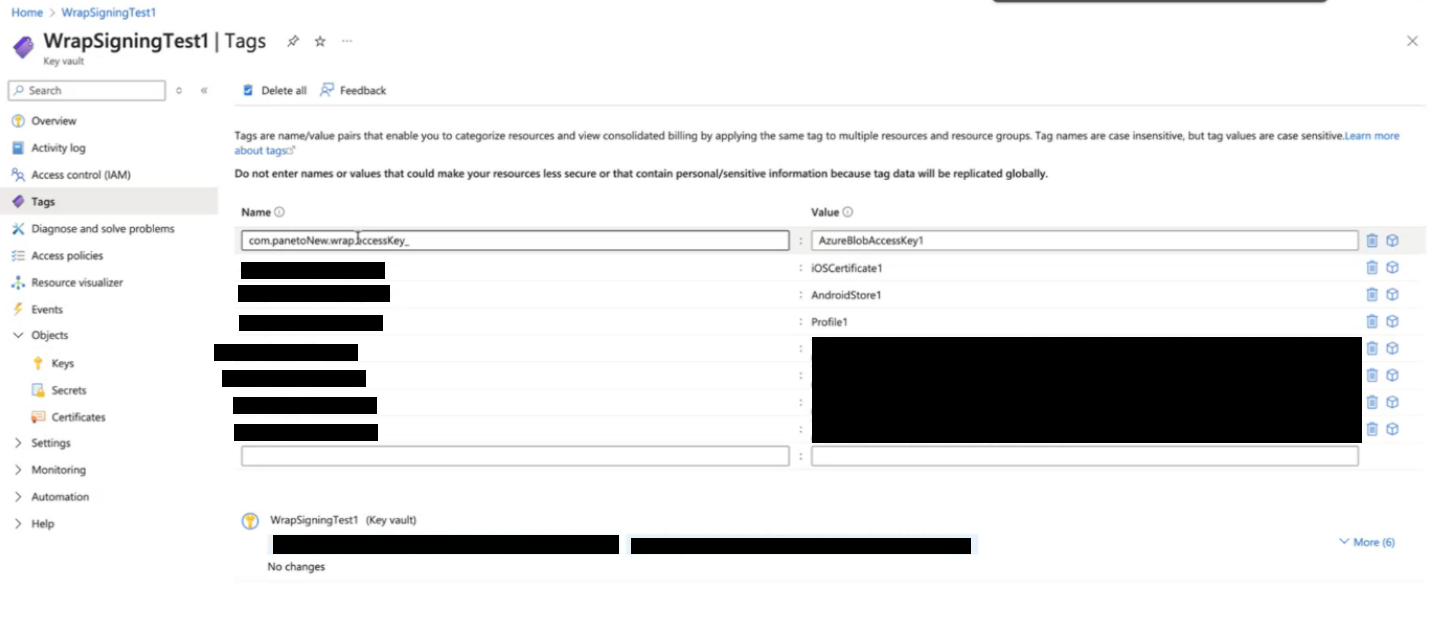 Home > WrapSigningTest1
WrapSigningTest1 | Tags ...
Key vault
Search
Delete all Feedback
Overview
Activity log
Access control (IAM)
Tags
Diagnose and solve problems
Access policies
Resource visualizer
Events
Objects
Keys
Secrets
Certificates
Settings
Monitoring
Automation
Help
Tags are name/value pairs that enable you to categorize resources and view consolidated billing by applying the same tag to multiple resources and resource groups. Tag names are case insensitive, but tag values are case sensitive.Learn more
about tags
Do not enter names or values that could make your resources less secure or that contain personal/sensitive information because tag data will be replicated globally.
Name Value
com.panetoNew.wrap.accessKey_ : AzureBlobAccessKey1
: iOSCertificate1
: AndroidStore1
: Profile1
:
:
:
:
:
WrapSigningTest1 (Key vault)
More (6)
No changes